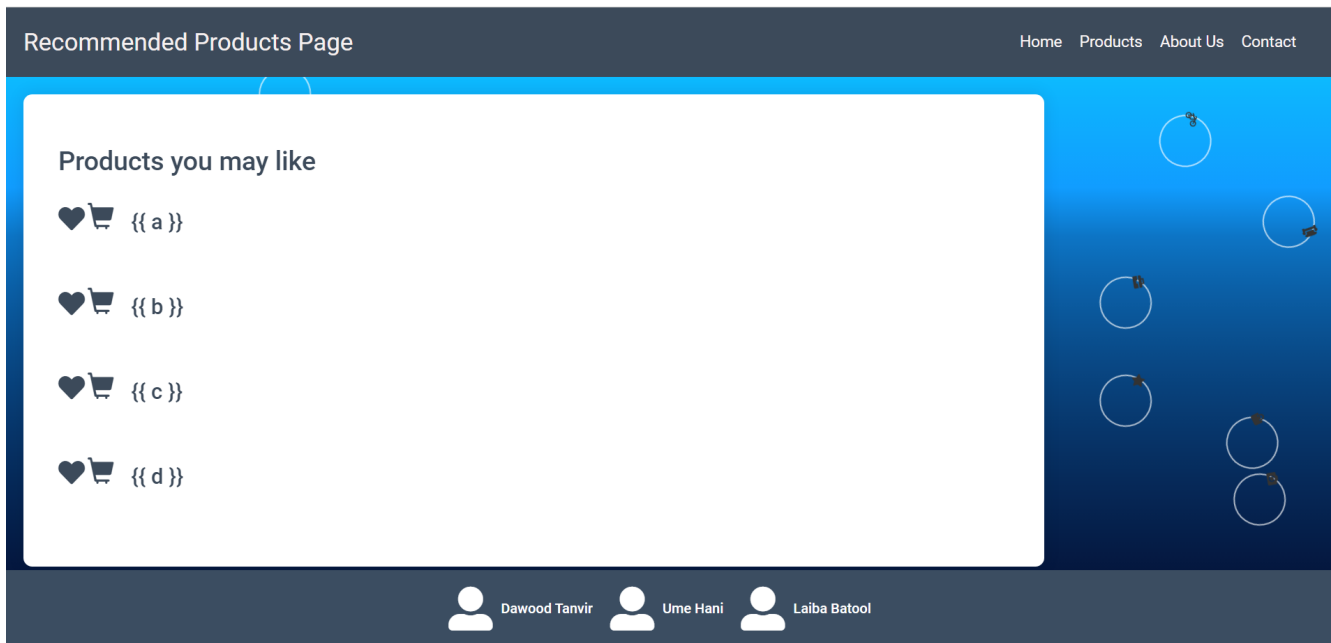 Recommended Products Page
Home Products About Us Contact
Products you may like
{{ a }}
{{ b }}
{{ c }}
{{ d }}
Dawood Tanvir Ume Hani Laiba Batool